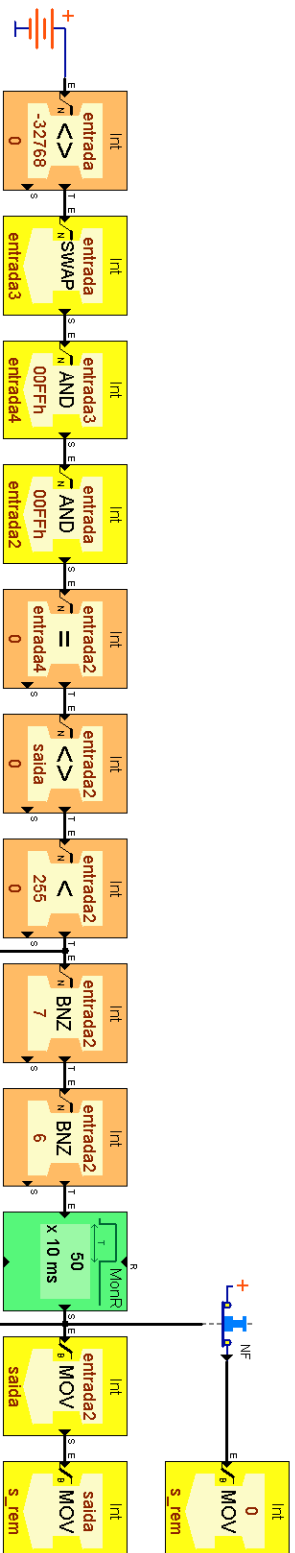 +
E
N
Int
entrada
<>
-32768
0
T
S
E
N
Int
entrada
SWAP
entrada3
S
E
N
Int
entrada3
AND
00FFh
entrada4
S
E
N
Int
entrada
AND
00FFh
entrada2
S
E
N
Int
entrada2
=
entrada4
0
T
S
E
N
Int
entrada2
<>
saida
0
T
S
E
N
Int
entrada2
<
255
0
T
S
E
N
Int
entrada2
BNZ
7
T
S
E
N
Int
entrada2
BNZ
6
T
S
E
R
MonR
T
50
x 10 ms
S
E
B
Int
entrada2
MOV
saida
S
E
B
Int
saida
MOV
s_rem
+
NF
E
B
Int
0
MOV
s_rem